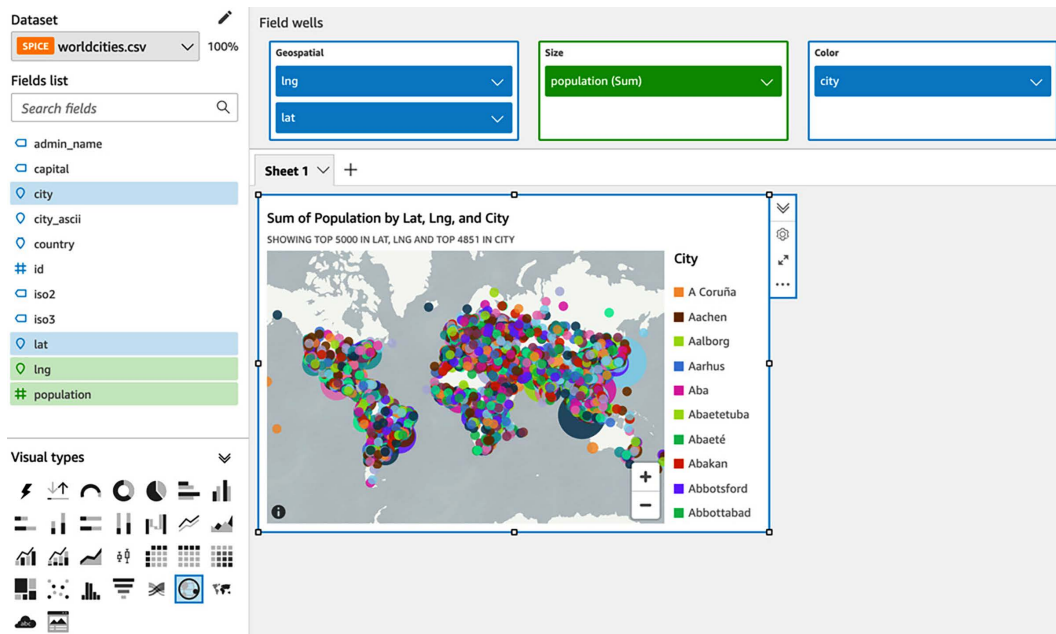 Dataset
SPICE worldcities.csv 100%
Fields list
Search fields
admin_name
capital
city
city_ascii
country
id
iso2
iso3
lat
lng
population
Visual types
abc
Field wells
Geospatial
lng
lat
Size
population (Sum)
Color
city
Sheet 1
Sum of Population by Lat, Lng, and City
SHOWING TOP 5000 IN LAT, LNG AND TOP 4851 IN CITY
City
A Coruña
Aachen
Aalborg
Aarhus
Aba
Abaetetuba
Abaeté
Abakan
Abbotsford
Abbottabad